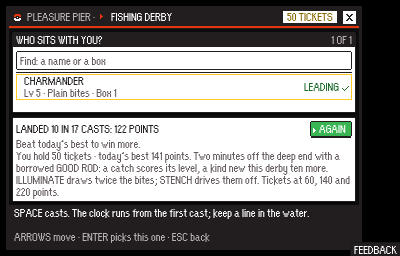 PLEASURE PIER · ▸ FISHING DERBY 50 TICKETS X
WHO SITS WITH YOU? 1 OF 1
Find: a name or a box
CHARMANDER
Lv 5 · Plain bites · Box 1
LEADING ✓
LANDED 10 IN 17 CASTS: 122 POINTS
▸ AGAIN
Beat today's best to win more.
You hold 50 tickets · today's best 141 points. Two minutes off the deep end with a
borrowed GOOD ROD: a catch scores its level, a kind new this derby ten more.
ILLUMINATE draws twice the bites; STENCH drives them off. Tickets at 60, 140 and
220 points.
SPACE casts. The clock runs from the first cast; keep a line in the water.
ARROWS move · ENTER picks this one · ESC back
FEEDBACK